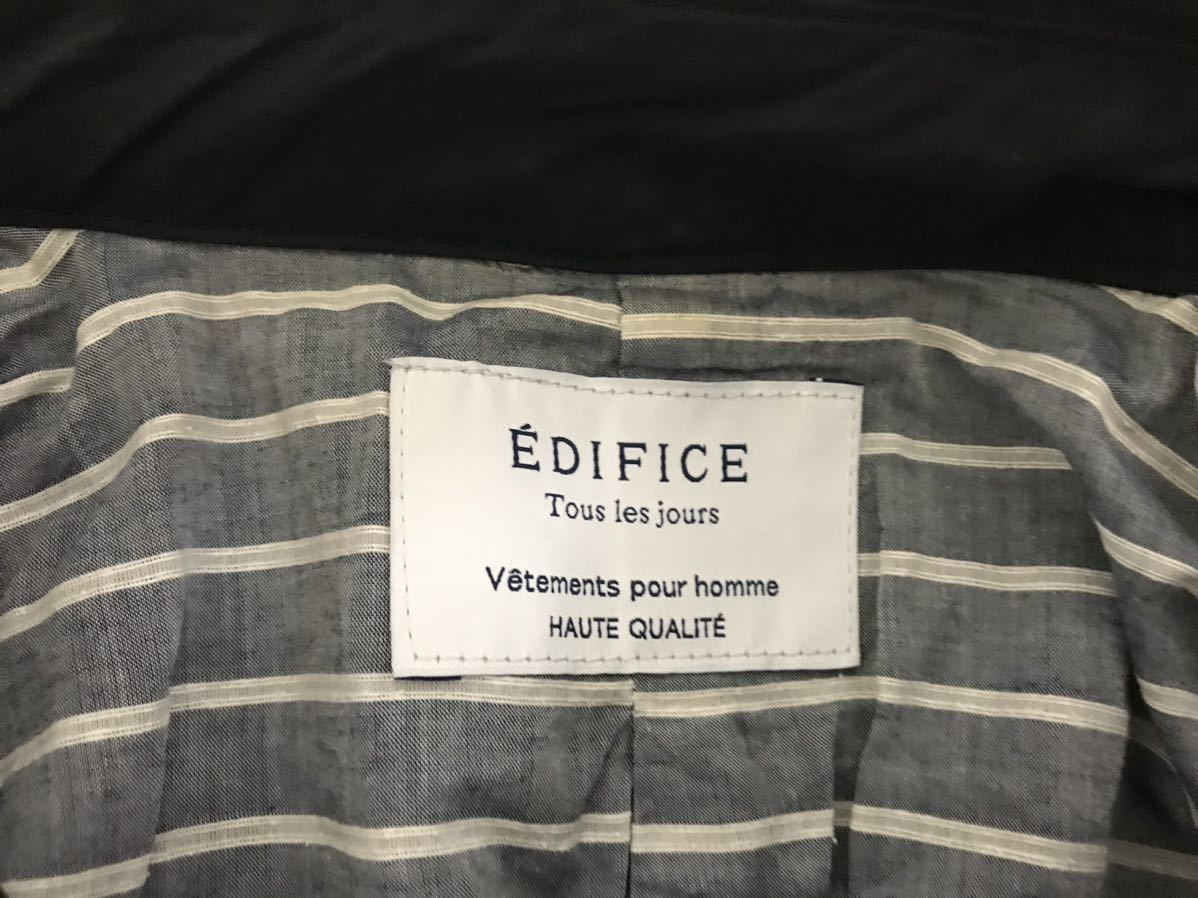 ÉDIFICE
Tous les jours
Vêtements pour homme
HAUTE QUALITÉ